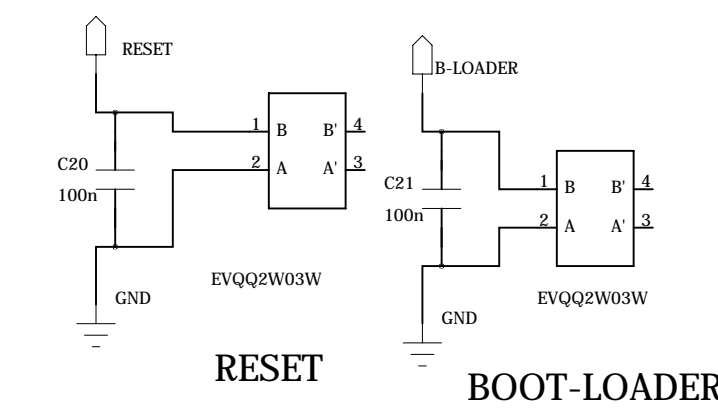 RESET
1 B B' 4
C20
2 A A' 3
100n
EVQQ2W03W
GND
RESET
B-LOADER
1 B B' 4
C21
2 A A' 3
100n
EVQQ2W03W
GND
BOOT-LOADER